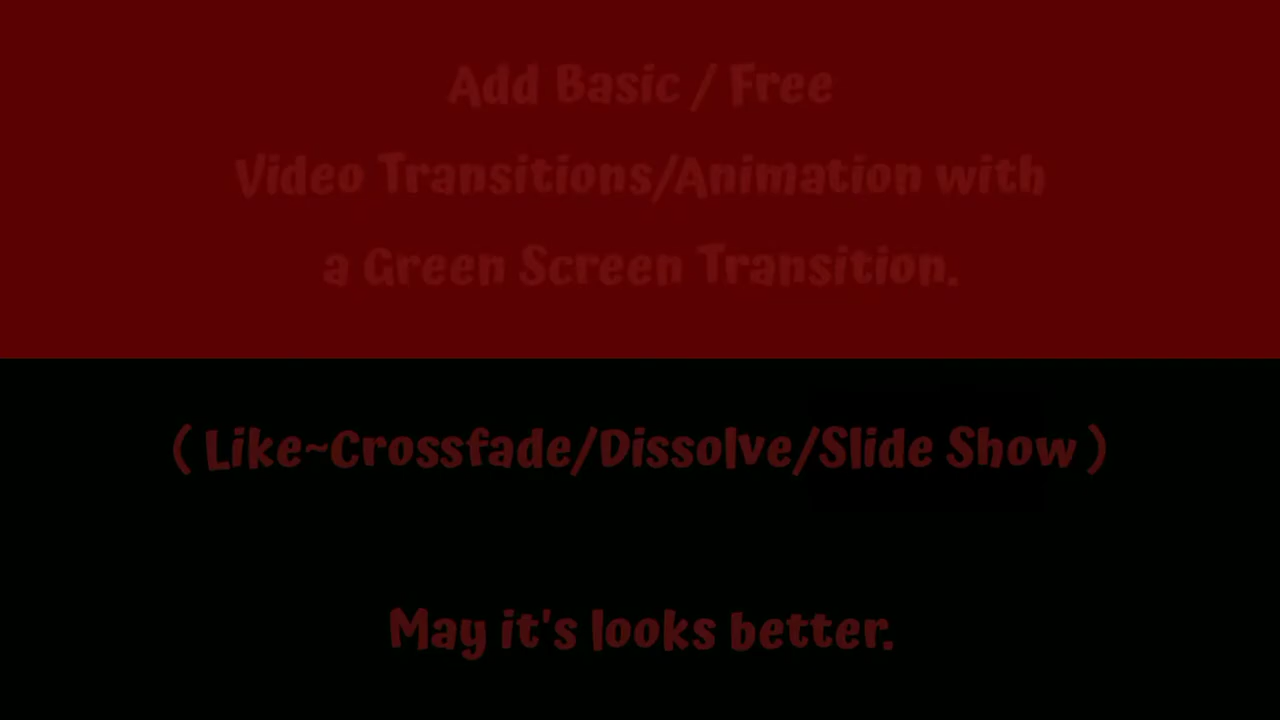 Add Basic / Free
Video Transitions/Animation with
a Green Screen Transition.
( Like~Crossfade/Dissolve/Slide Show )
May it's looks better.